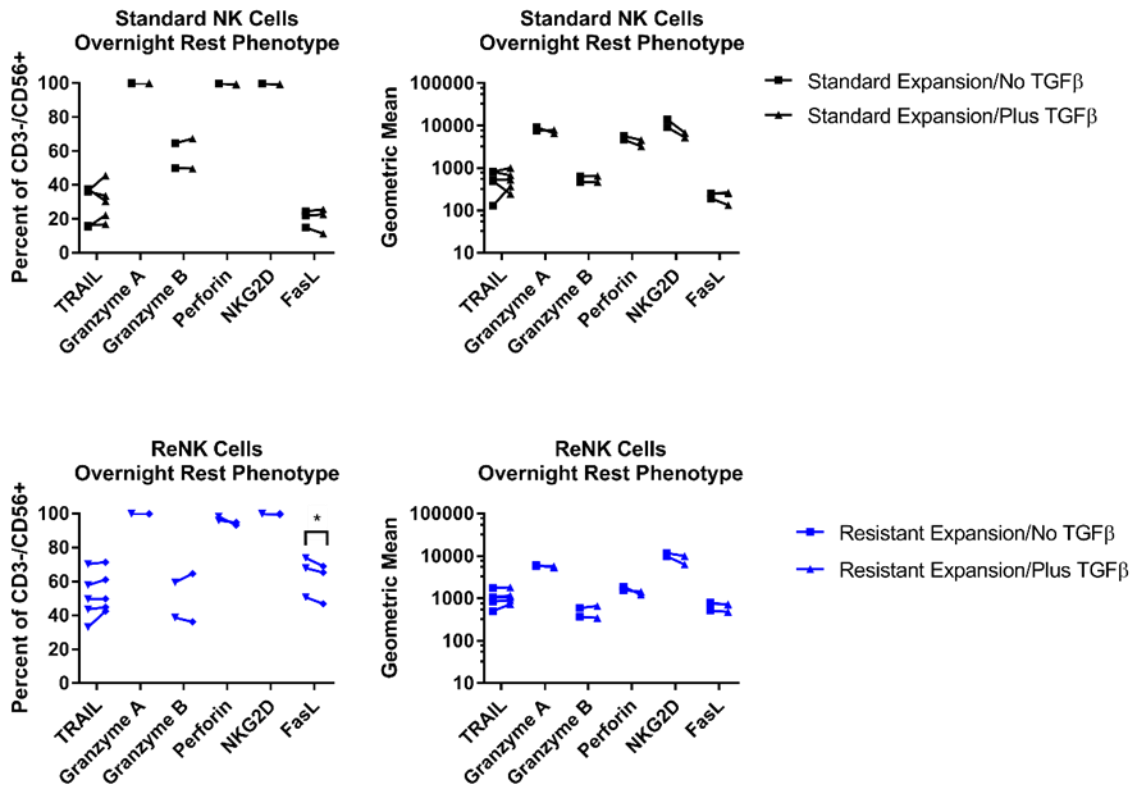 Standard NK Cells
Overnight Rest Phenotype
Percent of CD3-/CD56+
100
80
60
40
20
0
TRAIL
Granzyme A
Granzyme B
Perforin
NKG2D
FasL
Standard NK Cells
Overnight Rest Phenotype
Geometric Mean
100000
10000
1000
100
10
TRAIL
Granzyme A
Granzyme B
Perforin
NKG2D
FasL
Standard Expansion/No TGFβ
Standard Expansion/Plus TGFβ
ReNK Cells
Overnight Rest Phenotype
Percent of CD3-/CD56+
100
80
60
40
20
0
*
TRAIL
Granzyme A
Granzyme B
Perforin
NKG2D
FasL
ReNK Cells
Overnight Rest Phenotype
Geometric Mean
100000
10000
1000
100
10
TRAIL
Granzyme A
Granzyme B
Perforin
NKG2D
FasL
Resistant Expansion/No TGFβ
Resistant Expansion/Plus TGFβ